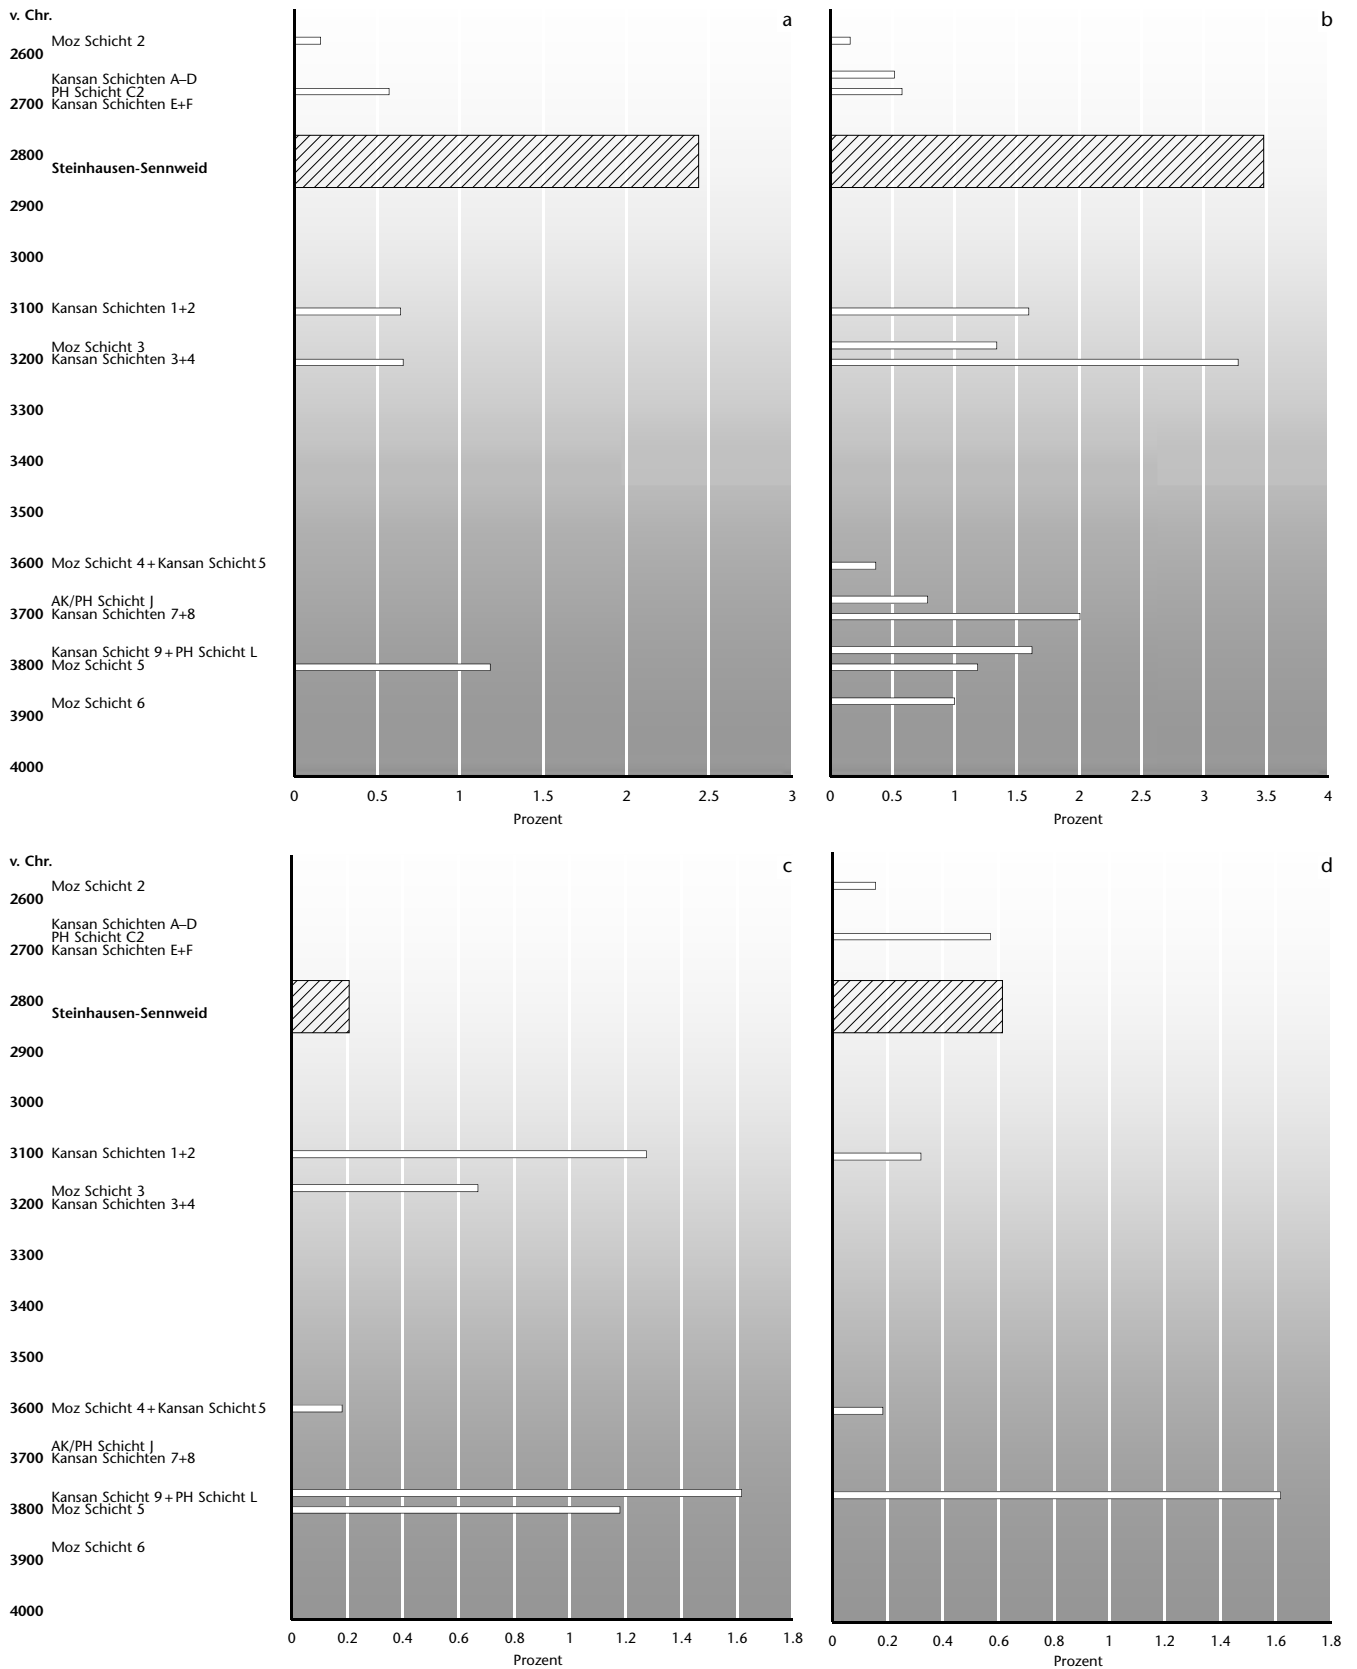 v. Chr.
a
b
Moz Schicht 2
2600
Kansan Schichten A–D
PH Schicht C2
2700 Kansan Schichten E+F
2800
Steinhausen-Sennweid
2900
3000
3100 Kansan Schichten 1+2
Moz Schicht 3
3200 Kansan Schichten 3+4
3300
3400
3500
3600 Moz Schicht 4+Kansan Schicht 5
AK/PH Schicht J
3700 Kansan Schichten 7+8
Kansan Schicht 9+PH Schicht L
3800 Moz Schicht 5
Moz Schicht 6
3900
4000
0 0.5 1 1.5 2 2.5 3
Prozent
0 0.5 1 1.5 2 2.5 3 3.5 4
Prozent
v. Chr.
c
d
Moz Schicht 2
2600
Kansan Schichten A–D
PH Schicht C2
2700 Kansan Schichten E+F
2800
Steinhausen-Sennweid
2900
3000
3100 Kansan Schichten 1+2
Moz Schicht 3
3200 Kansan Schichten 3+4
3300
3400
3500
3600 Moz Schicht 4+Kansan Schicht 5
AK/PH Schicht J
3700 Kansan Schichten 7+8
Kansan Schicht 9+PH Schicht L
3800 Moz Schicht 5
Moz Schicht 6
3900
4000
0 0.2 0.4 0.6 0.8 1 1.2 1.4 1.6 1.8
Prozent
0 0.2 0.4 0.6 0.8 1 1.2 1.4 1.6 1.8
Prozent